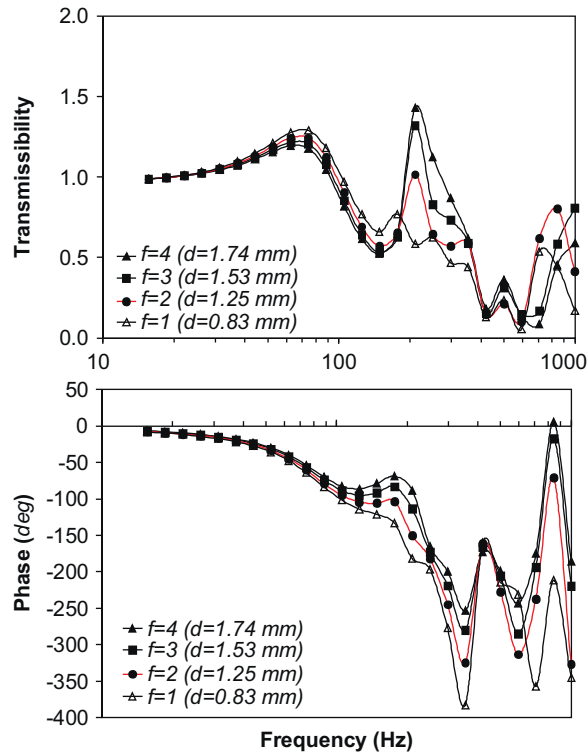 2.0
1.5
1.0
0.5
0.0
Transmissibility
f=4 (d=1.74 mm)
f=3 (d=1.53 mm)
f=2 (d=1.25 mm)
f=1 (d=0.83 mm)
10
100
1000
50
0
-50
-100
-150
-200
-250
-300
-350
-400
Phase (deg)
f=4 (d=1.74 mm)
f=3 (d=1.53 mm)
f=2 (d=1.25 mm)
f=1 (d=0.83 mm)
Frequency (Hz)